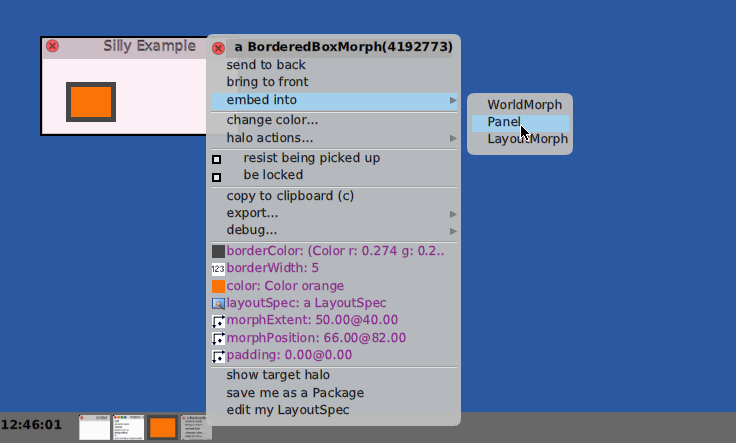 Silly Example
a BorderedBoxMorph(4192773)
send to back
bring to front
embed into
change color...
halo actions...
resist being picked up
be locked
copy to clipboard (c)
export...
debug...
borderColor: (Color r: 0.274 g: 0.2..
123 borderWidth: 5
color: Color orange
layoutSpec: a LayoutSpec
morphExtent: 50.00@40.00
morphPosition: 66.00@82.00
padding: 0.00@0.00
show target halo
save me as a Package
edit my LayoutSpec
WorldMorph
Panel
LayoutMorph
12:46:01